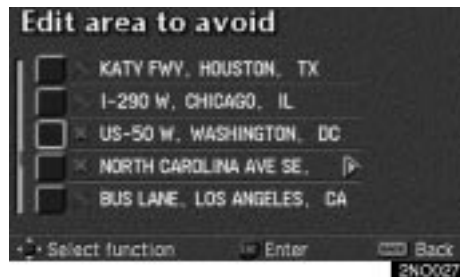 Edit area to avoid
KATY FWY, HOUSTON, TX
I-290 W, CHICAGO, IL
US-50 W, WASHINGTON, DC
NORTH CAROLINA AVE SE,
BUS LANE, LOS ANGELES, CA
Select function Enter Back
2NO027